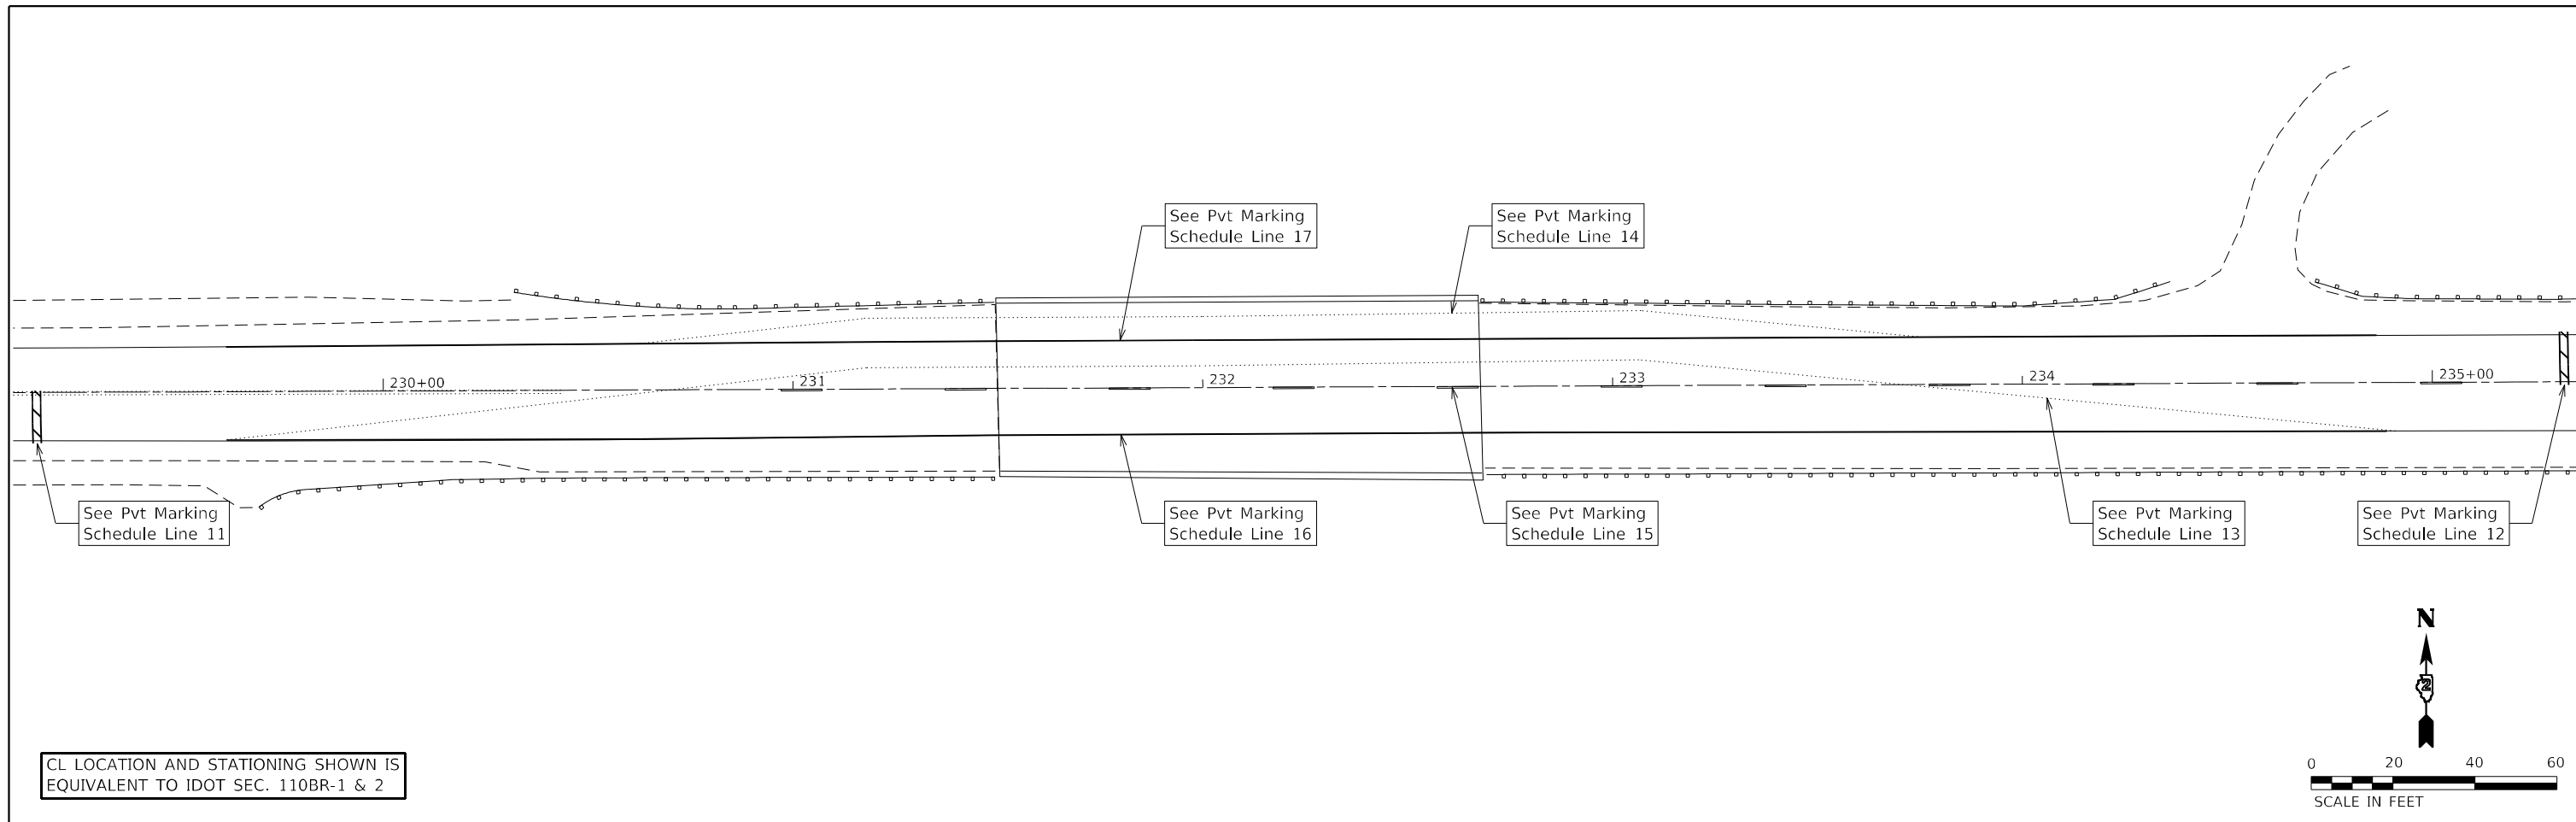 See Pvt Marking
Schedule Line 17
See Pvt Marking
Schedule Line 14
230+00
231
232
233
234
235+00
See Pvt Marking
Schedule Line 11
See Pvt Marking
Schedule Line 16
See Pvt Marking
Schedule Line 15
See Pvt Marking
Schedule Line 13
See Pvt Marking
Schedule Line 12
N
2
CL LOCATION AND STATIONING SHOWN IS
EQUIVALENT TO IDOT SEC. 110BR-1 & 2
0 20 40 60
SCALE IN FEET